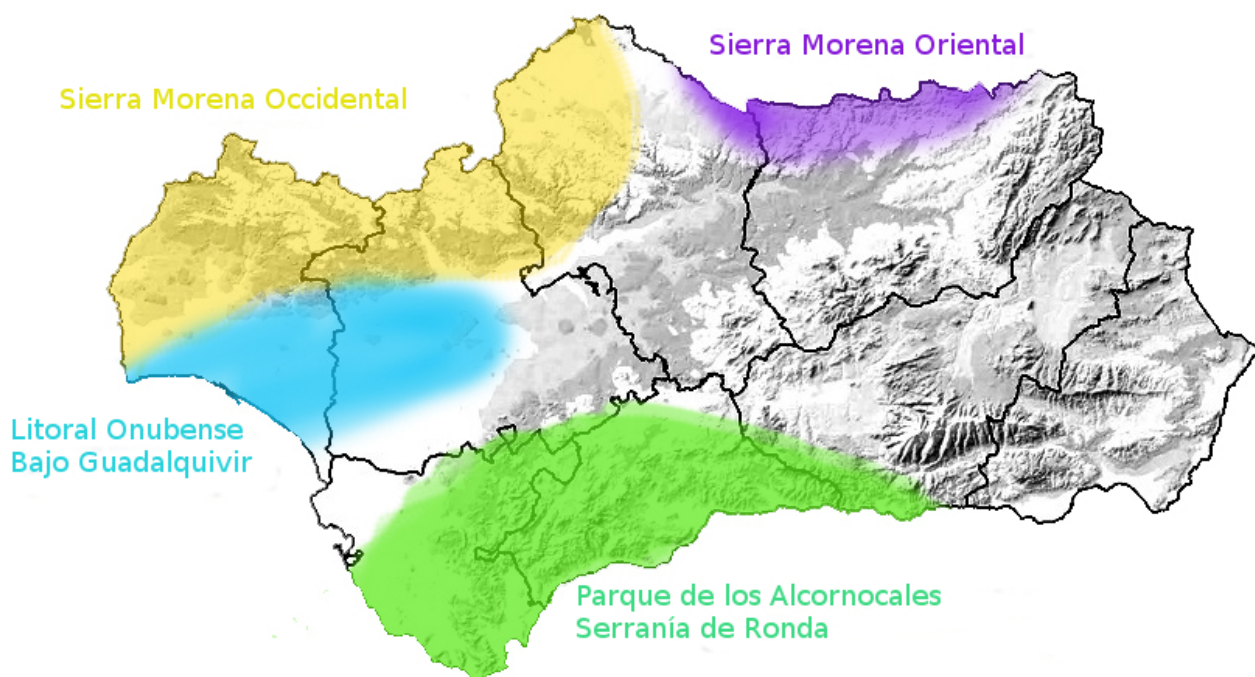 Sierra Morena Oriental
Sierra Morena Occidental
Litoral Onubense
Bajo Guadalquivir
Parque de los Alcornocales
Serranía de Ronda